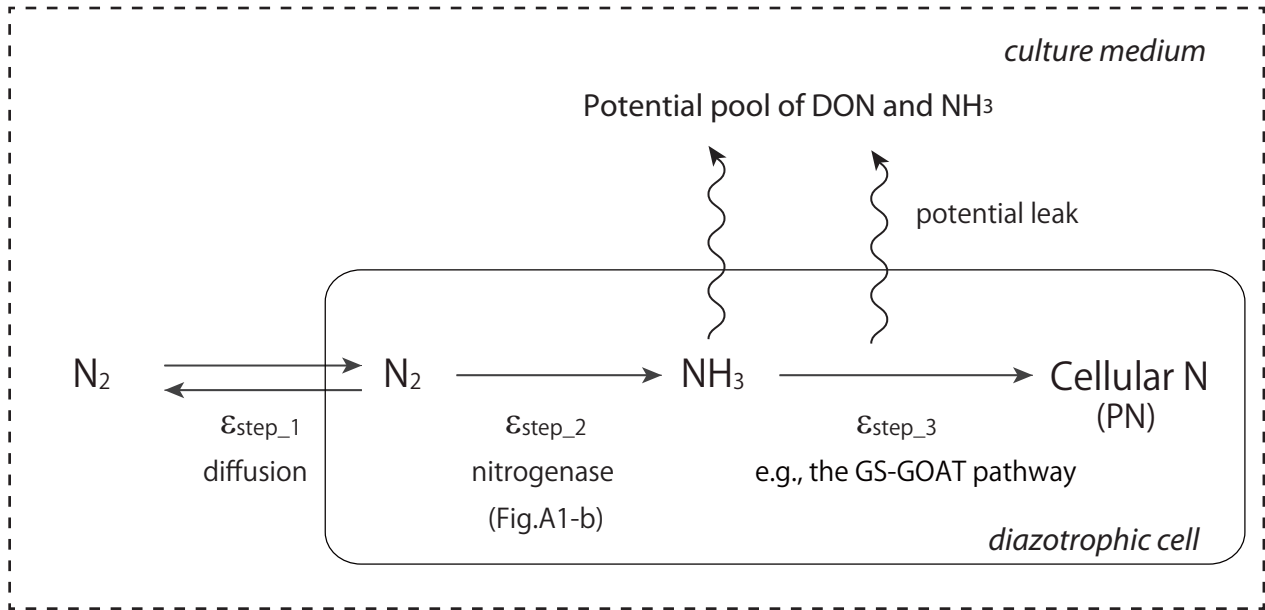 culture medium
Potential pool of DON and NH3
potential leak
N2
N2
NH3
Cellular N
(PN)
εstep_1
εstep_2
εstep_3
diffusion
nitrogenase
e.g., the GS-GOAT pathway
(Fig.A1-b)
diazotrophic cell